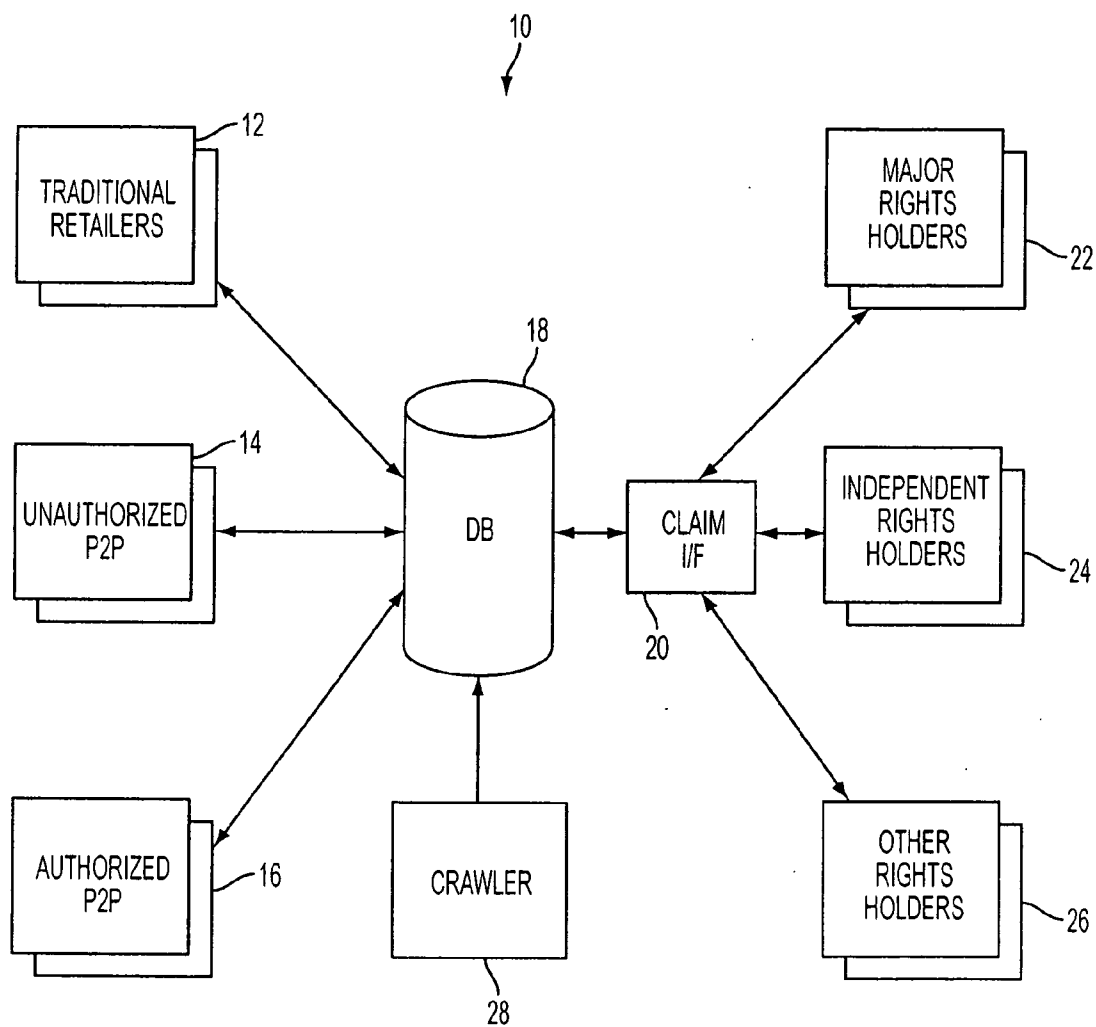 10
12
TRADITIONAL
RETAILERS
MAJOR
RIGHTS
HOLDERS
22
18
14
UNAUTHORIZED
P2P
DB
CLAIM
I/F
20
INDEPENDENT
RIGHTS
HOLDERS
24
AUTHORIZED
P2P
16
CRAWLER
28
OTHER
RIGHTS
HOLDERS
26